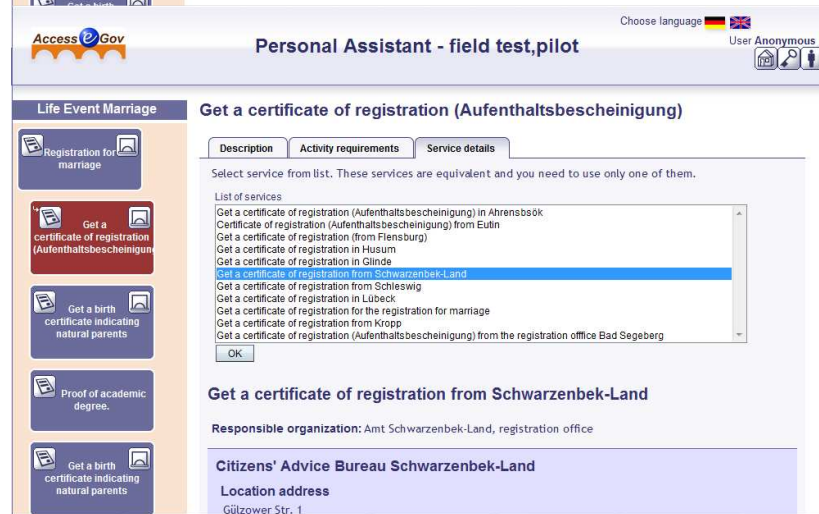 Get a birth
Choose language
Access e Gov
Personal Assistant - field test,pilot
User Anonymous
Life Event Marriage
Registration for
marriage
Get a
certificate of registration
(Aufenthaltsbescheinigun
Get a birth
certificate indicating
natural parents
Proof of academic
degree.
Get a birth
certificate indicating
natural parents
Get a certificate of registration (Aufenthaltsbescheinigung)
Description Activity requirements Service details
Select service from list. These services are equivalent and you need to use only one of them.
List of services
Get a certificate of registration (Aufenthaltsbescheinigung) in Ahrensbsök
Certificate of registration (Aufenthaltsbescheinigung) from Eutin
Get a certificate of registration (from Flensburg)
Get a certificate of registration in Husum
Get a certificate of registration in Glinde
Get a certificate of registration from Schwarzenbek-Land
Get a certificate of registration from Schleswig
Get a certificate of registration in Lübeck
Get a certificate of registration for the registration for marriage
Get a certificate of registration from Kropp
Get a certificate of registration (Aufenthaltsbescheinigung) from the registration offfice Bad Segeberg
OK
Get a certificate of registration from Schwarzenbek-Land
Responsible organization: Amt Schwarzenbek-Land, registration office
Citizens' Advice Bureau Schwarzenbek-Land
Location address
Gülzower Str. 1